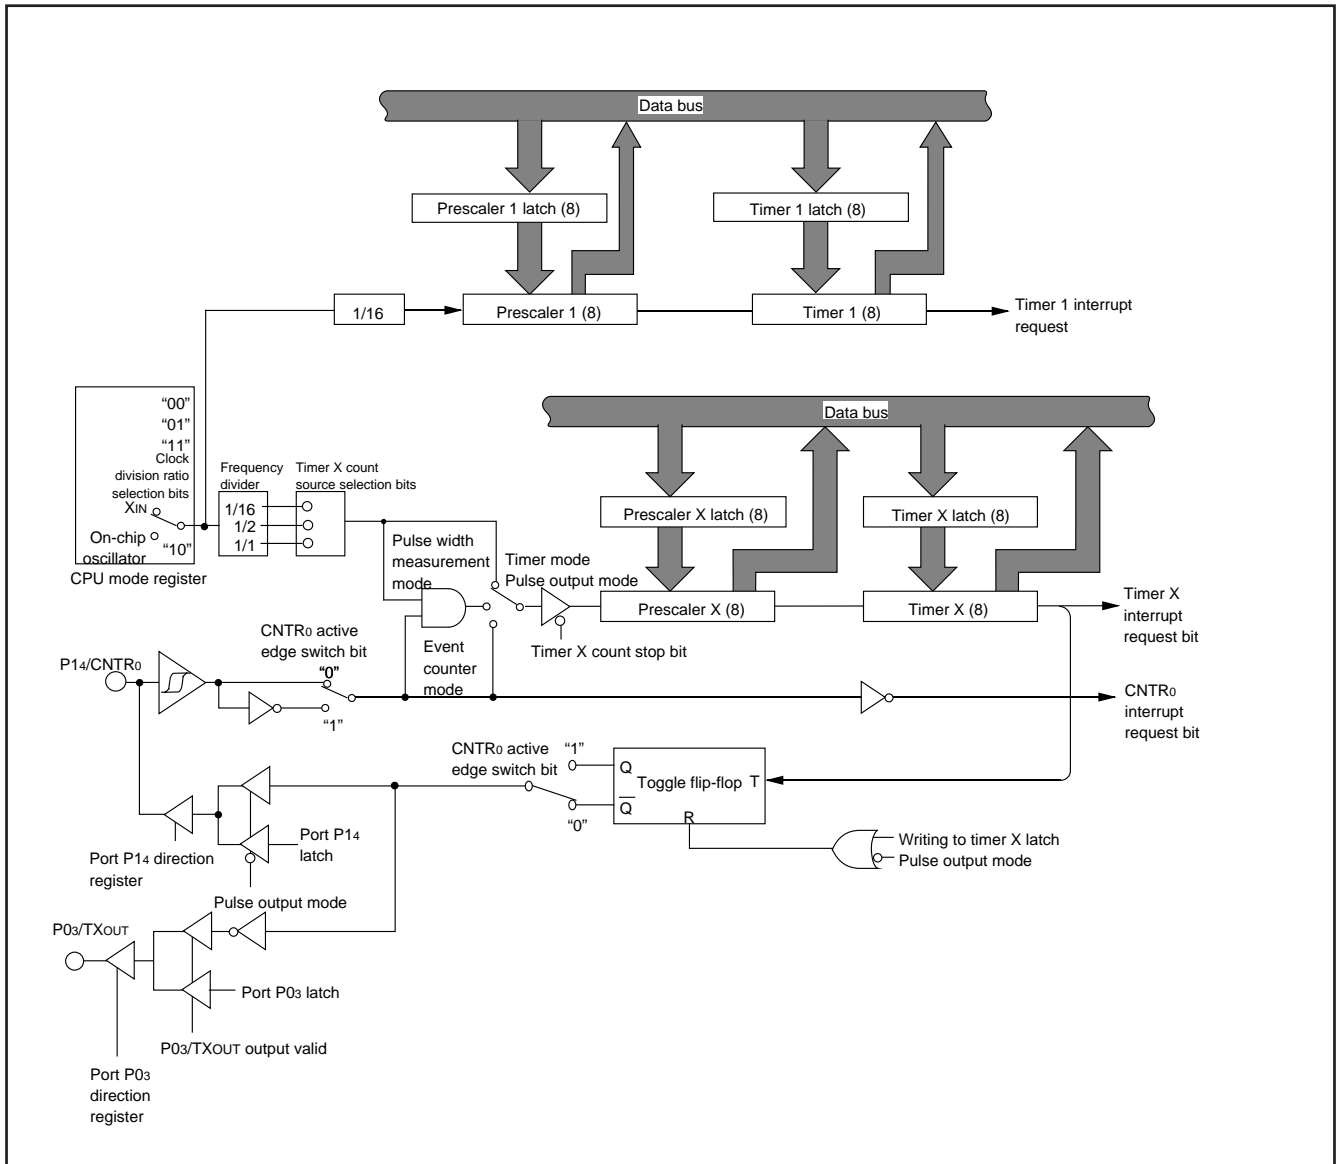 Data bus
Prescaler 1 latch (8)
Timer 1 latch (8)
1/16
Prescaler 1 (8)
Timer 1 (8)
Timer 1 interrupt
request
“00”
“01”
“11”
Clock
division ratio
selection bits
XIN
On-chip
oscillator
“10”
CPU mode register
Frequency
divider
1/16
1/2
1/1
Timer X count
source selection bits
Data bus
Prescaler X latch (8)
Timer X latch (8)
Pulse width
measurement
mode
Timer mode
Pulse output mode
Prescaler X (8)
Timer X (8)
Timer X
interrupt
request bit
Timer X count stop bit
Event
counter
mode
CNTR0 active
edge switch bit
“0”
“1”
P14/CNTR0
CNTR0
interrupt
request bit
CNTR0 active
edge switch bit
“1”
“0”
Q
Toggle flip-flop
T
Q
R
Writing to timer X latch
Pulse output mode
Port P14
latch
Port P14 direction
register
Pulse output mode
P03/TXOUT
Port P03 latch
P03/TXOUT output valid
Port P03
direction
register